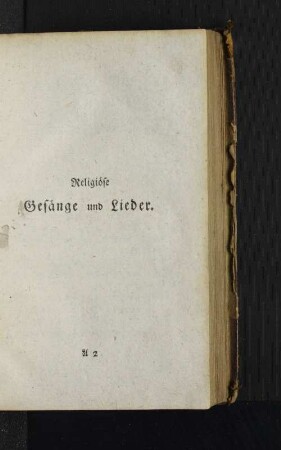 Religiöse
Gesänge und Lieder.
A 2